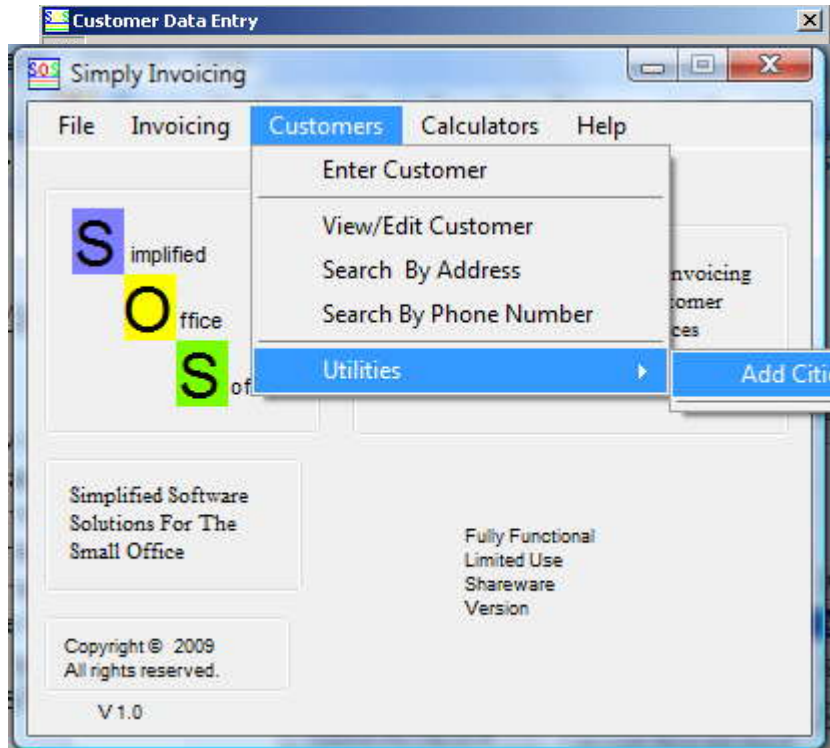 Customer Data Entry
SOS Simply Invoicing
File Invoicing Customers Calculators Help
Enter Customer
View/Edit Customer
Search By Address
Search By Phone Number
Utilities
Add
S implified
O ffice
S
Simplified Software
Solutions For The
Small Office
Fully Functional
Limited Use
Shareware
Version
Copyright © 2009
All rights reserved.
V 1.0